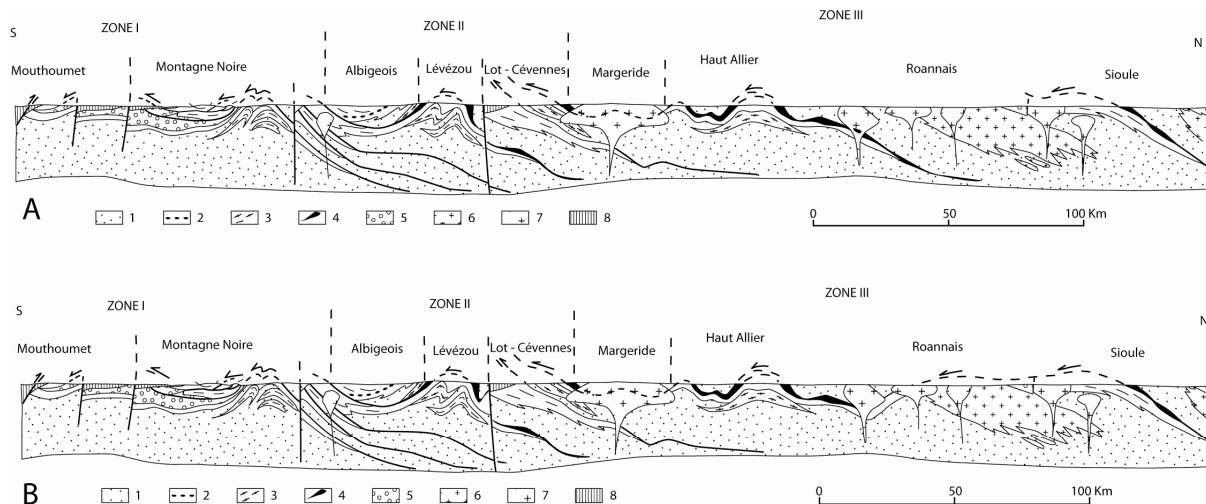 ZONE I ZONE II ZONE III
S N
Mouthoumet Montagne Noire Albigeois Lévézou Lot - Cévennes Margeride Haut Allier Roannais Sioule
A 1 2 3 4 5 6 7 8 0 50 100 Km
ZONE I ZONE II ZONE III
S N
Mouthoumet Montagne Noire Albigeois Lévézou Lot - Cévennes Margeride Haut Allier Roannais Sioule
B 1 2 3 4 5 6 7 8 0 50 100 Km